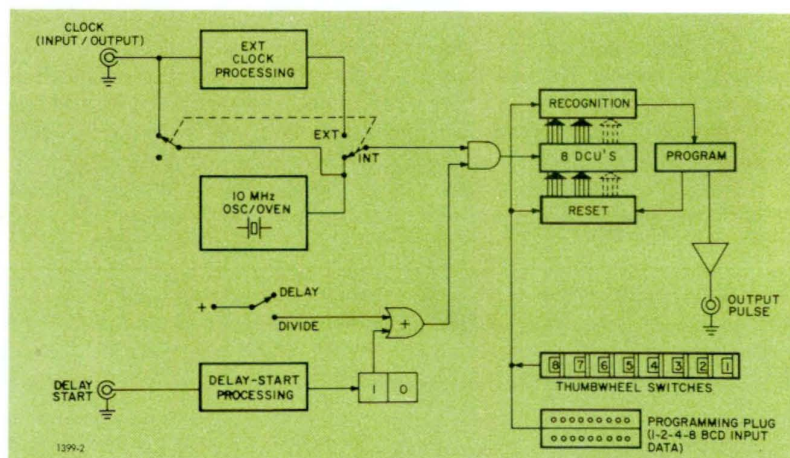 CLOCK
(INPUT / OUTPUT)
EXT
CLOCK
PROCESSING
EXT
INT
10 MHz
OSC/OVEN
RECOGNITION
8 DCU'S
PROGRAM
RESET
OUTPUT
PULSE
+
DELAY
DIVIDE
+
DELAY
START
DELAY-START
PROCESSING
1 0
8 7 6 5 4 3 2 1
THUMBWHEEL SWITCHES
PROGRAMMING PLUG
(1-2-4-8 BCD INPUT
DATA)
1399-2